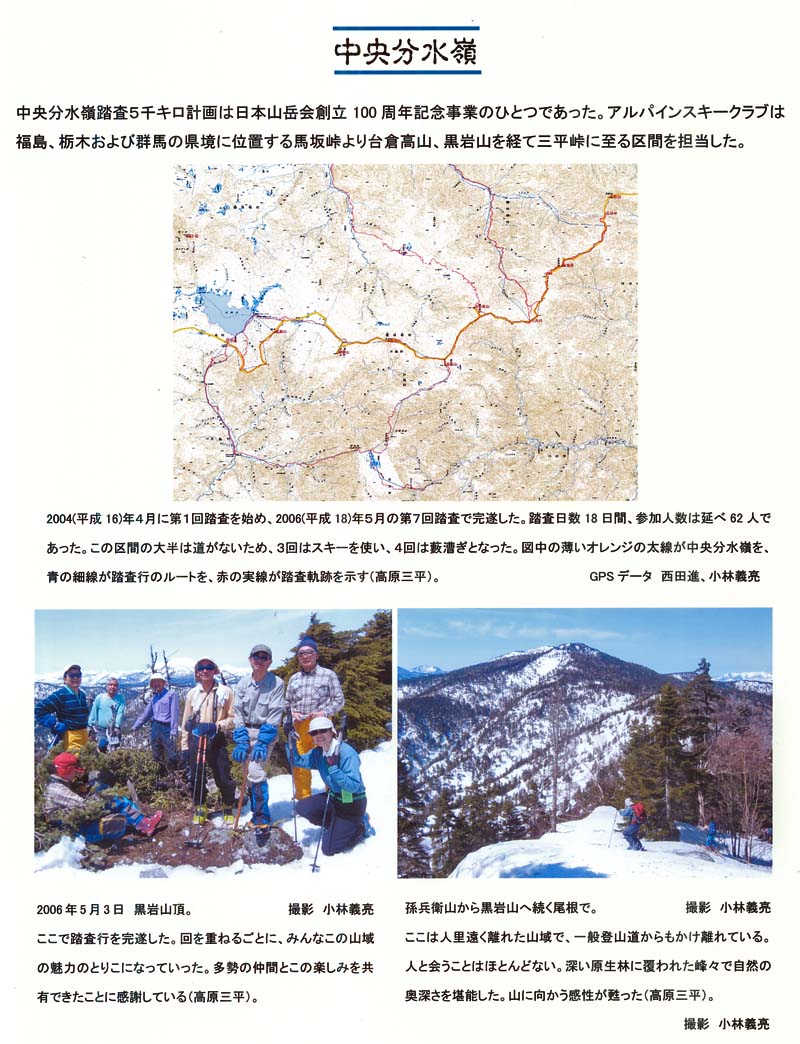 中央分水嶺
中央分水嶺踏査5千キロ計画は日本山岳会創立100周年記念事業のひとつであった。アルパインスキークラブは
福島、栃木および群馬の県境に位置する馬坂峠より台倉高山、黒岩山を経て三平峠に至る区間を担当した。
2004(平成16)年4月に第1回踏査を始め、2006(平成18)年5月の第7回踏査で完遂した。踏査日数18日間、参加人数は延べ62人で
あった。この区間の大半は道がないため、3回はスキーを使い、4回は藪漕ぎとなった。図中の薄いオレンジの太線が中央分水嶺を、
青の細線が踏査行のルートを、赤の実線が踏査軌跡を示す(高原三平)。 GPSデータ 西田進、小林義亮
2006年5月3日 黒岩山頂。 撮影 小林義亮
ここで踏査行を完遂した。回を重ねるごとに、みんなこの山域
の魅力のとりこになっていった。多勢の仲間とこの楽しみを共
有できたことに感謝している(高原三平)。
孫兵衛山から黒岩山へ続く尾根で。 撮影 小林義亮
ここは人里遠く離れた山域で、一般登山道からもかけ離れている。
人と会うことはほとんどない。深い原生林に覆われた峰々で自然の
奥深さを堪能した。山に向かう感性が甦った(高原三平)。
撮影 小林義亮